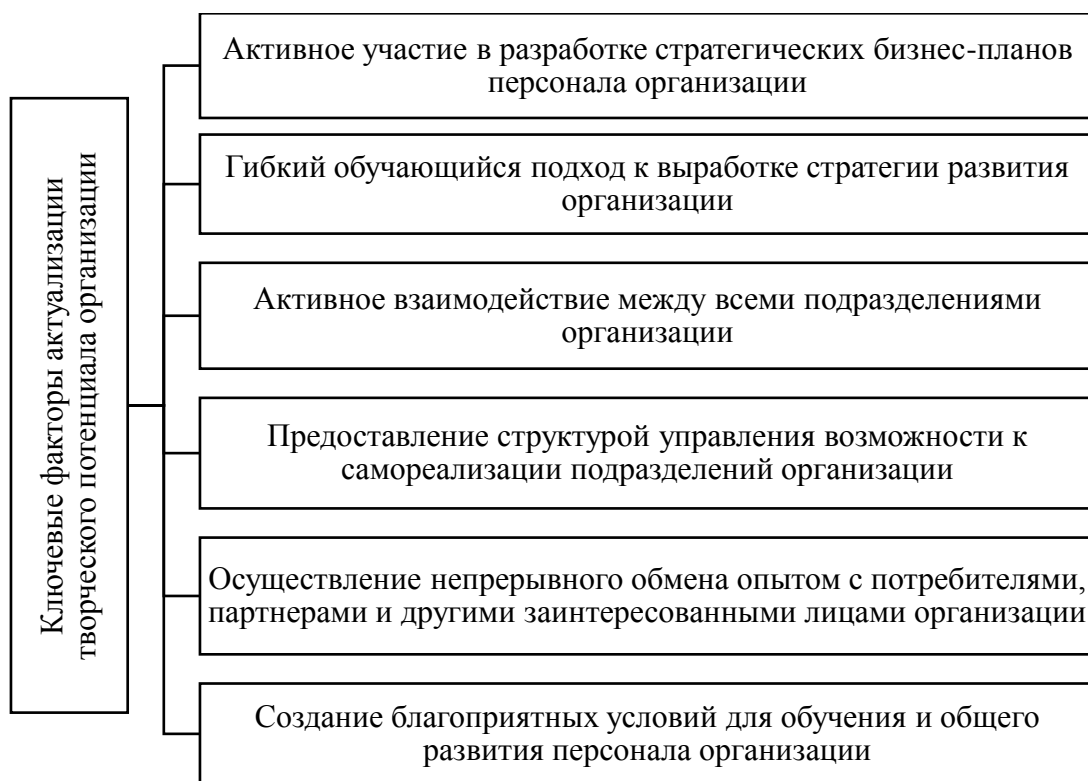 Ключевые факторы актуализации
творческого потенциала организации
Активное участие в разработке стратегических бизнес-планов
персонала организации
Гибкий обучающийся подход к выработке стратегии развития
организации
Активное взаимодействие между всеми подразделениями
организации
Предоставление структурой управления возможности к
самореализации подразделений организации
Осуществление непрерывного обмена опытом с потребителями,
партнерами и другими заинтересованными лицами организации
Создание благоприятных условий для обучения и общего
развития персонала организации